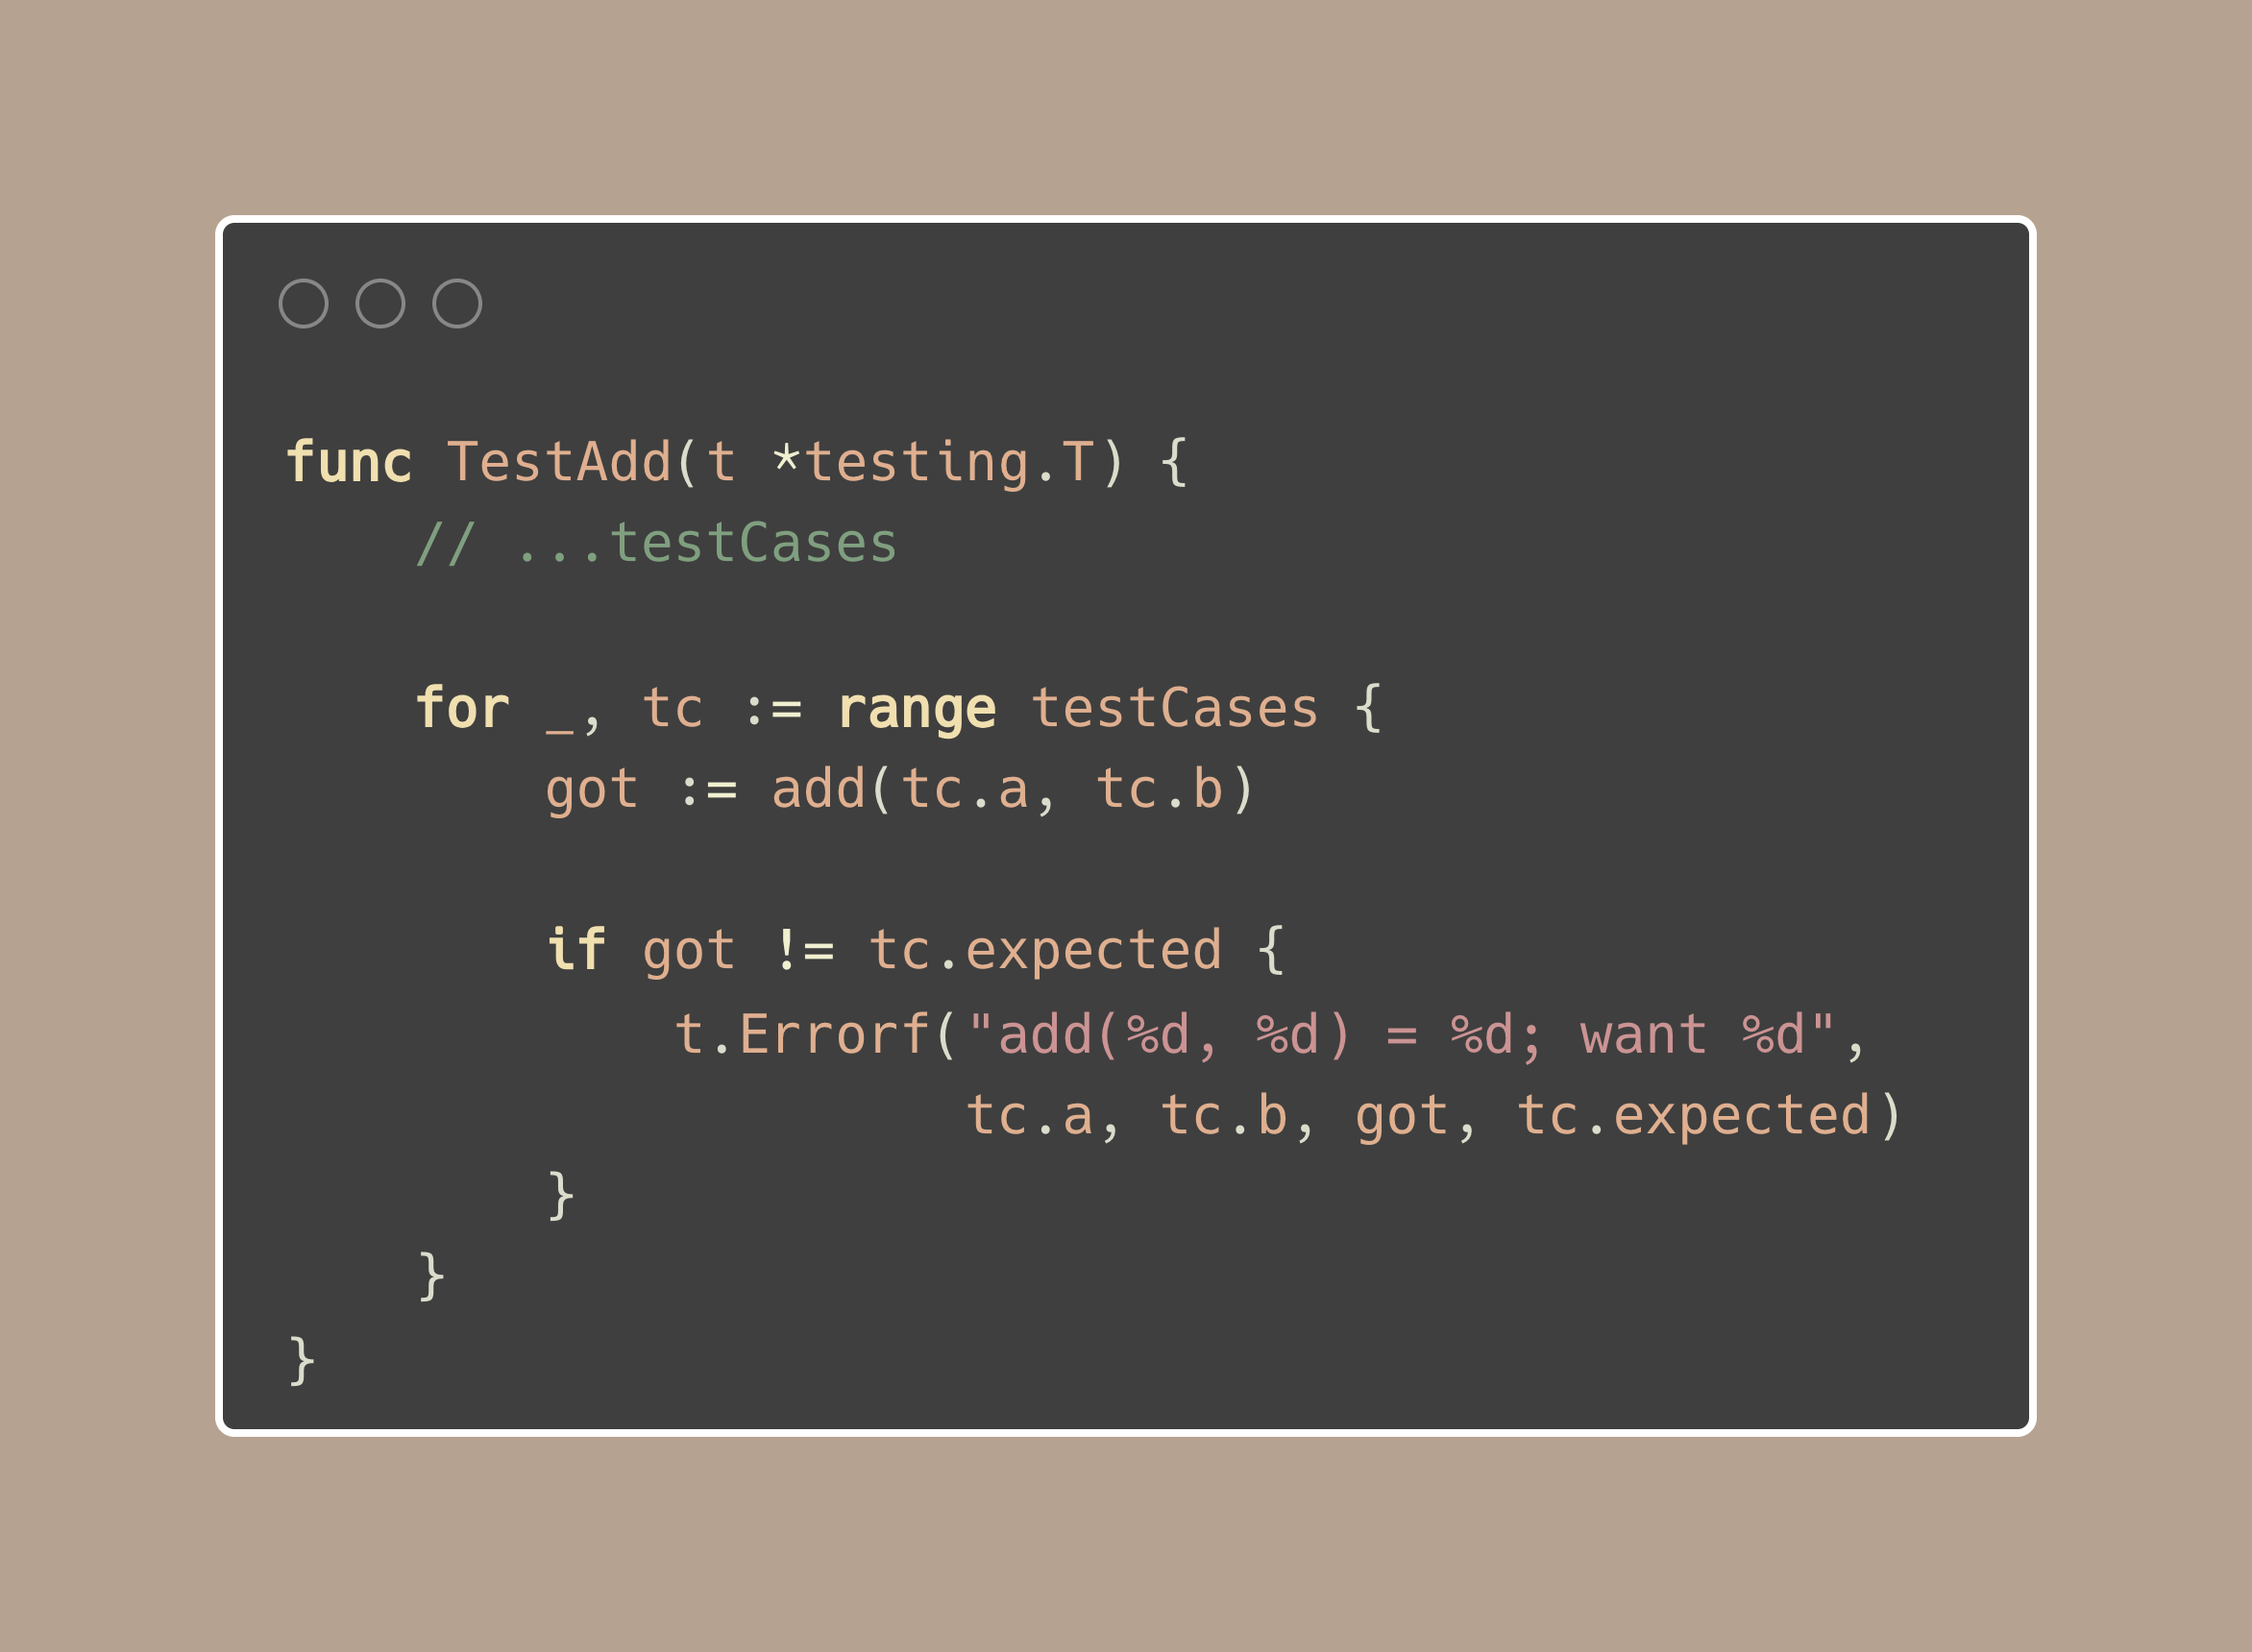 func TestAdd(t *testing.T) {
    // ...testCases

    for _, tc := range testCases {
        got := add(tc.a, tc.b)

        if got != tc.expected {
            t.Errorf("add(%d, %d) = %d; want %d",
                     tc.a, tc.b, got, tc.expected)
        }
    }
}